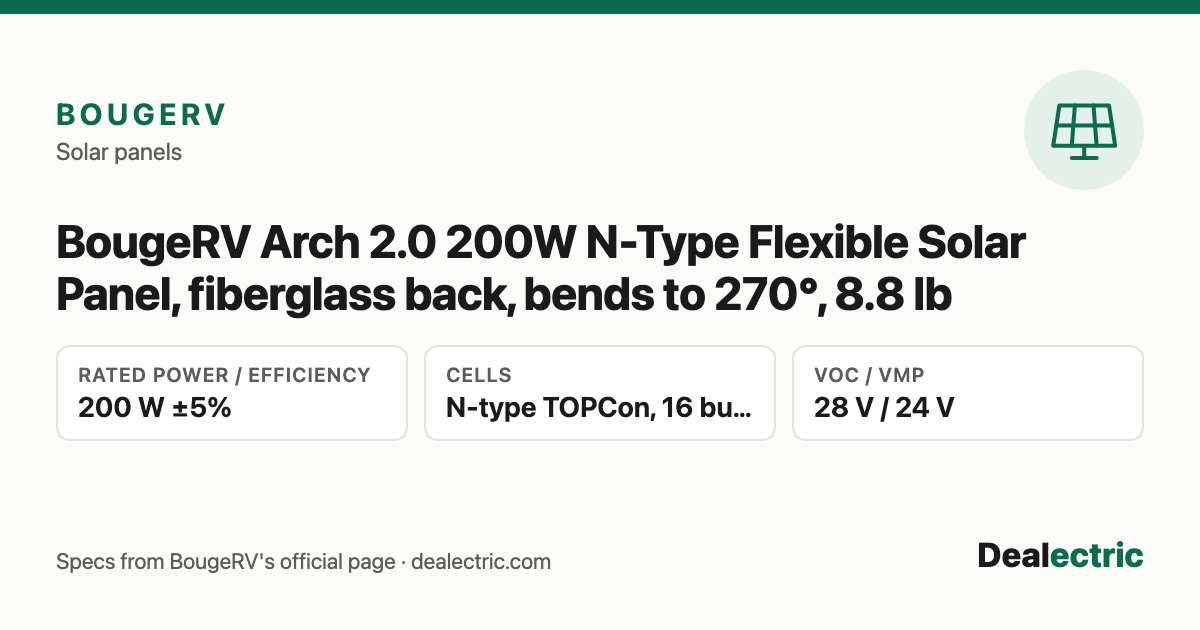 BOUGERV
Solar panels
BougeRV Arch 2.0 200W N-Type Flexible Solar
Panel, fiberglass back, bends to 270°, 8.8 lb
RATED POWER / EFFICIENCY
200 W ±5%
CELLS
N-type TOPCon, 16 bu...
VOC / VMP
28 V / 24 V
Specs from BougeRV's official page · dealectric.com
Dealectric